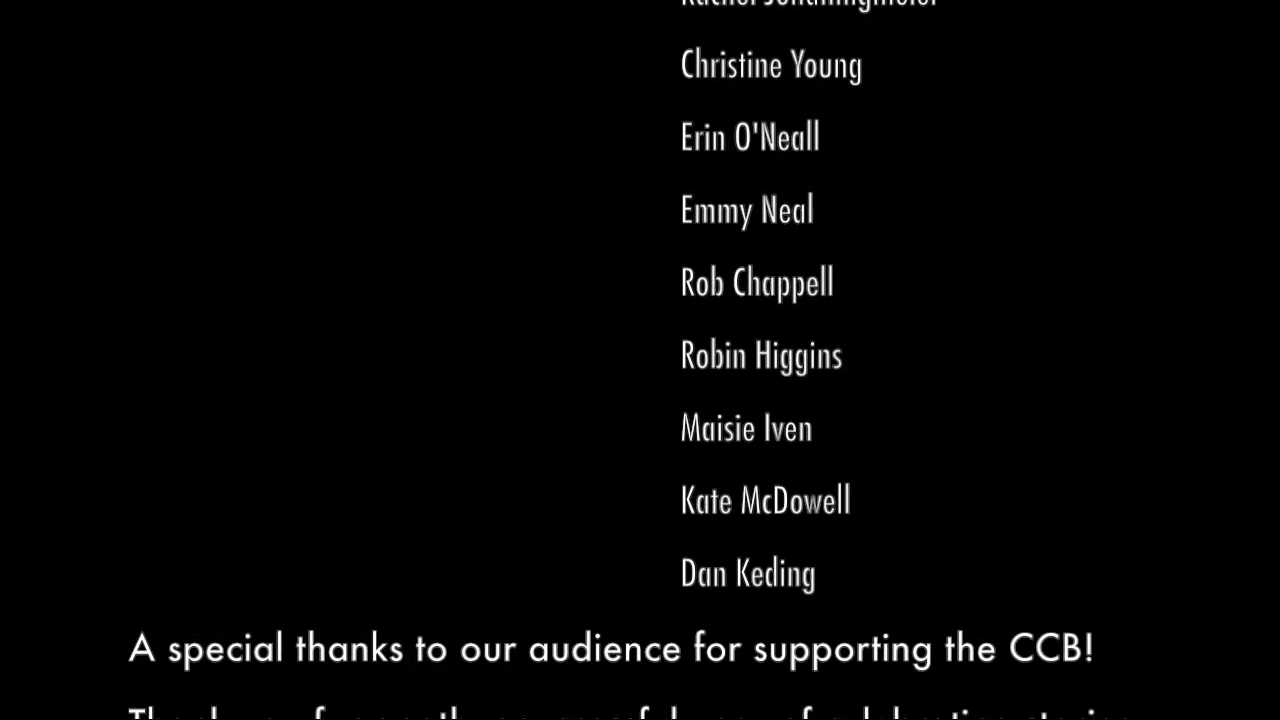 Christine Young
Erin O'Neall
Emmy Neal
Rob Chappell
Robin Higgins
Maisie Iven
Kate McDowell
Dan Keding
A special thanks to our audience for supporting the CCB!